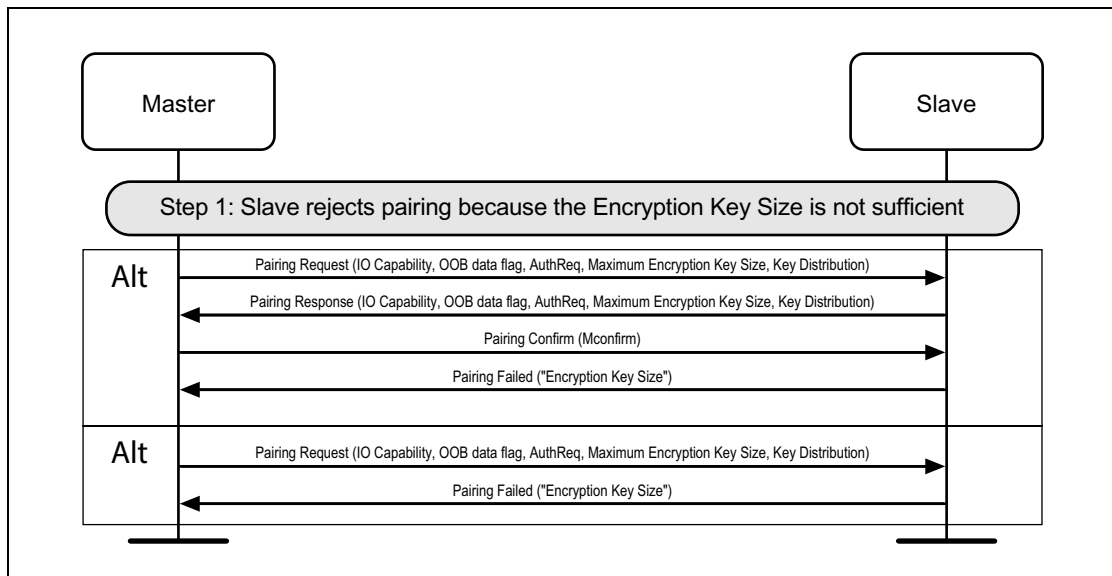 Master
Slave
Step 1: Slave rejects pairing because the Encryption Key Size is not sufficient
Alt
Pairing Request (IO Capability, OOB data flag, AuthReq, Maximum Encryption Key Size, Key Distribution)
Pairing Response (IO Capability, OOB data flag, AuthReq, Maximum Encryption Key Size, Key Distribution)
Pairing Confirm (Mconfirm)
Pairing Failed ("Encryption Key Size")
Alt
Pairing Request (IO Capability, OOB data flag, AuthReq, Maximum Encryption Key Size, Key Distribution)
Pairing Failed ("Encryption Key Size")